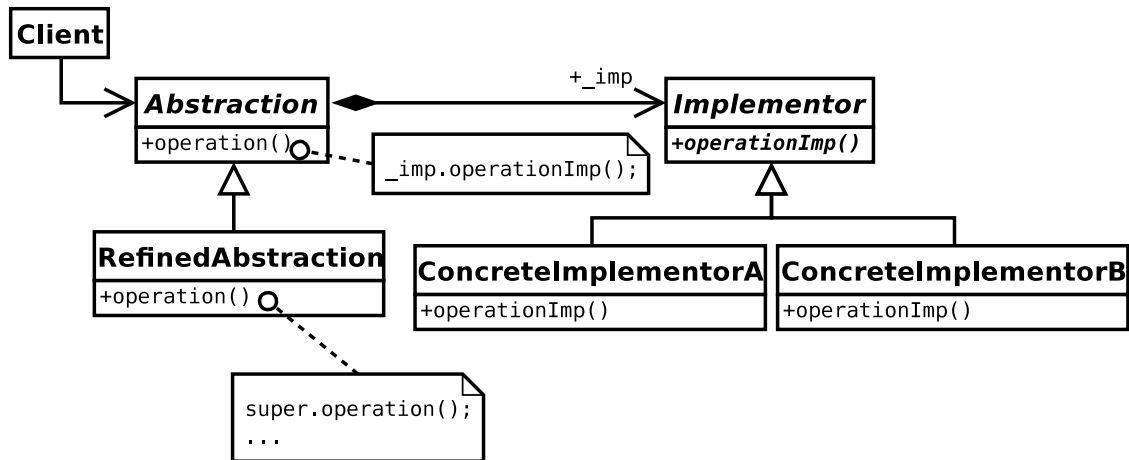 Client
+_imp
Abstraction
Implementor
+operation()
+operationImp()
_imp.operationImp();
RefinedAbstraction
ConcreteImplementorA
ConcreteImplementorB
+operation()
+operationImp()
+operationImp()
super.operation();
...